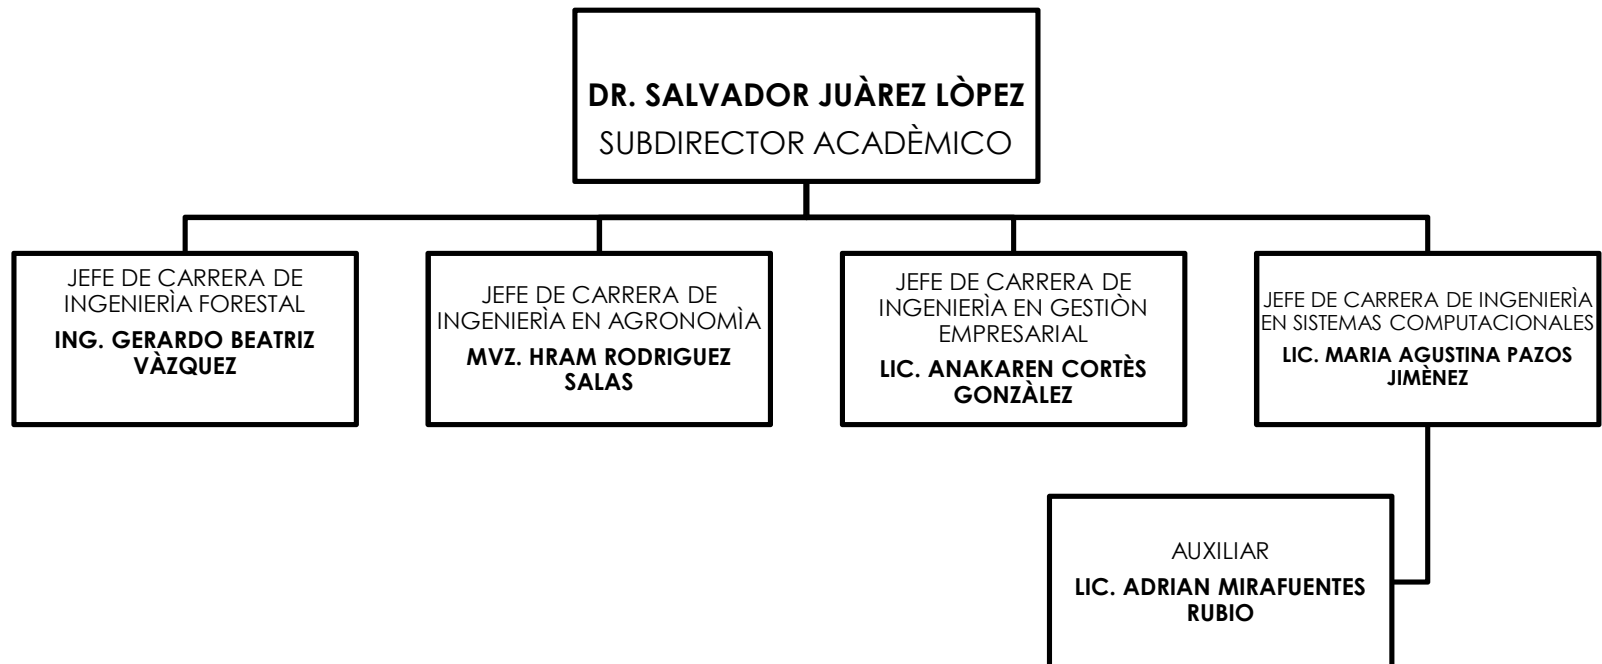 DR. SALVADOR JUÀREZ LÒPEZ
SUBDIRECTOR ACADÈMICO
JEFE DE CARRERA DE
INGENIERÌA FORESTAL
ING. GERARDO BEATRIZ
VÀZQUEZ
JEFE DE CARRERA DE
INGENIERÌA EN AGRONOMÌA
MVZ. HRAM RODRIGUEZ
SALAS
JEFE DE CARRERA DE
INGENIERÌA EN GESTIÒN
EMPRESARIAL
LIC. ANAKAREN CORTÈS
GONZÀLEZ
JEFE DE CARRERA DE INGENIERÌA
EN SISTEMAS COMPUTACIONALES
LIC. MARIA AGUSTINA PAZOS
JIMÈNEZ
AUXILIAR
LIC. ADRIAN MIRAFUENTES
RUBIO